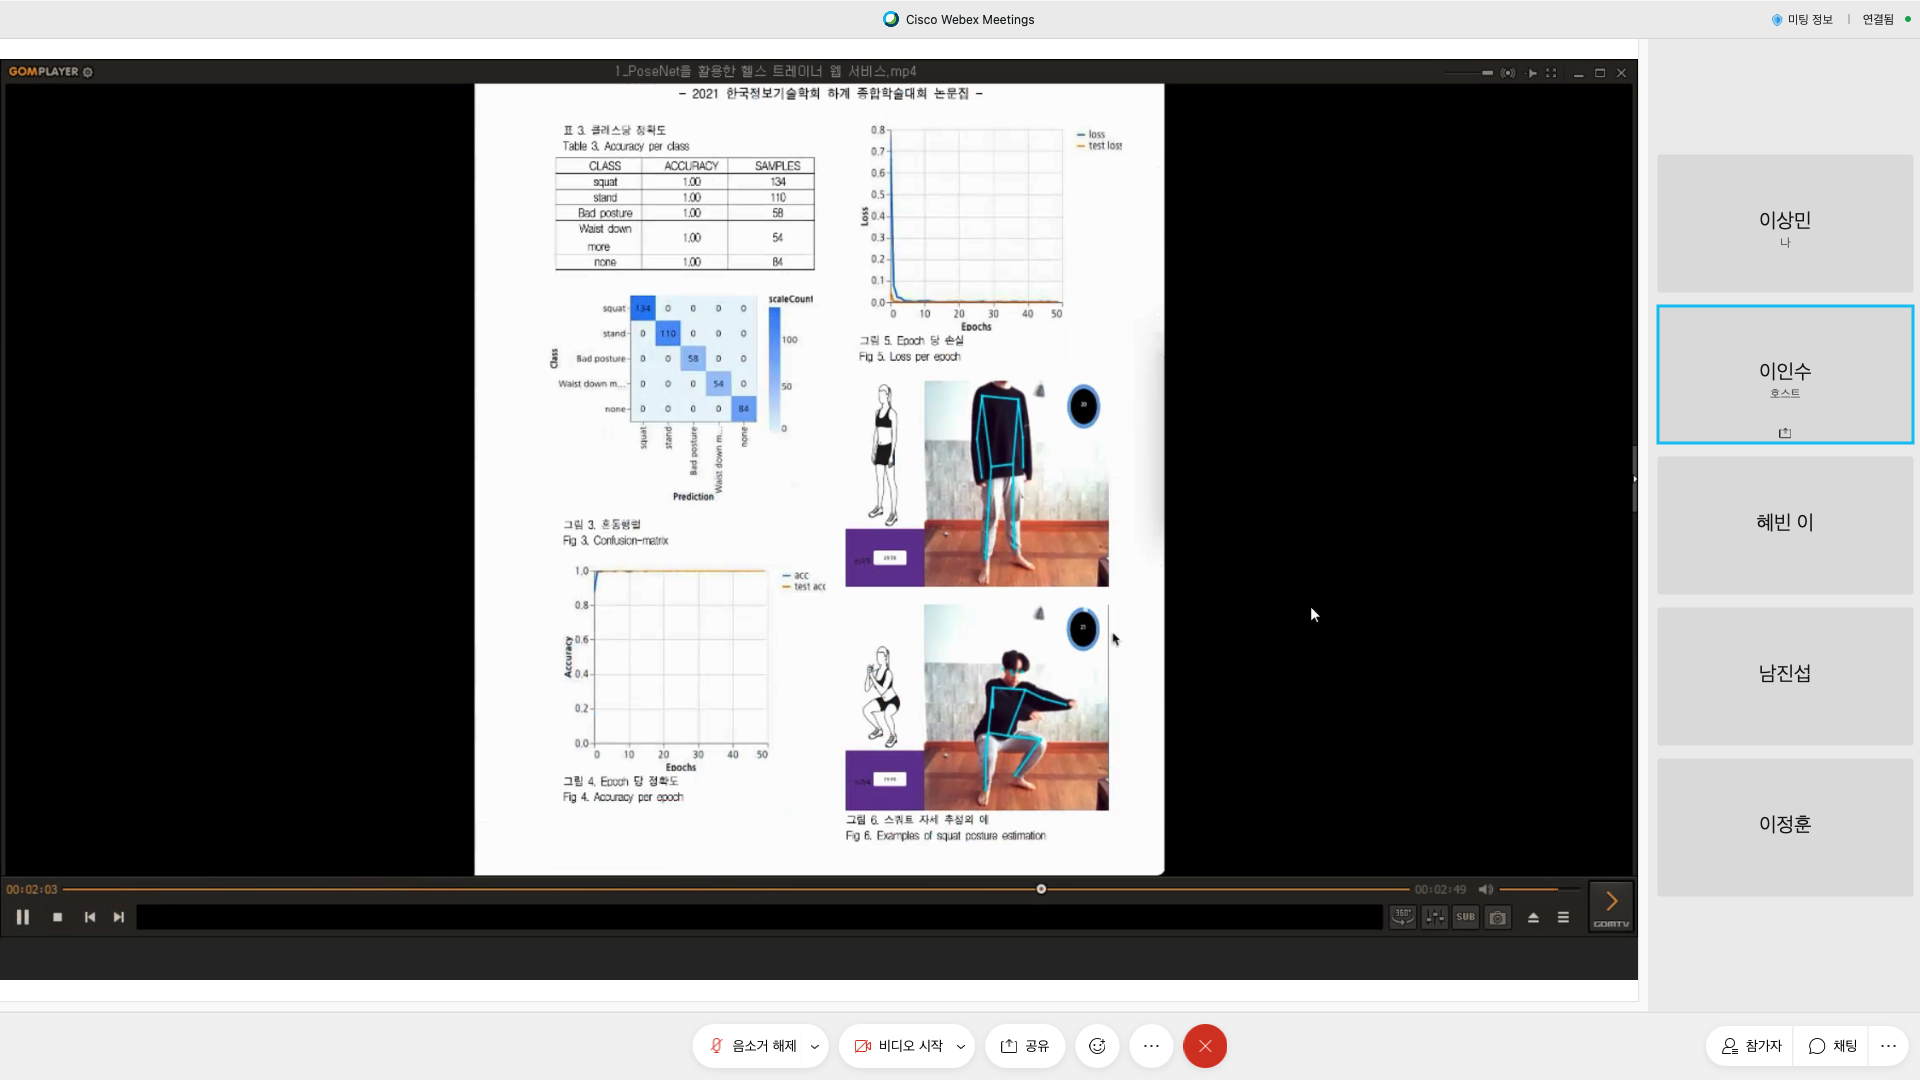 Cisco Webex Meetings
미팅 정보
연결됨
GOMPLAYER
1_PoseNet을 활용한 헬스 트레이너 웹 서비스.mp4
- 2021 한국정보기술학회 하계 종합학술대회 논문집 -
표 3. 클래스당 정확도
Table 3. Accuracy per class
CLASS ACCURACY SAMPLES
squat 1.00 134
stand 1.00 110
Bad posture 1.00 58
Waist down more 1.00 54
none 1.00 84
scaleCount
squat 134 0 0 0 0
stand 0 110 0 0 0
Bad posture 0 0 58 0 0
Waist down m... 0 0 0 54 0
none 0 0 0 0 84
100
50
0
Class
squat stand Bad posture Waist down m... none
Prediction
그림 3. 혼동행렬
Fig 3. Confusion-matrix
acc
test acc
1.0
0.8
0.6
0.4
0.2
0.0
Accuracy
0 10 20 30 40 50
Epochs
그림 4. Epoch 당 정확도
Fig 4. Accuracy per epoch
loss
test loss
0.8
0.7
0.6
0.5
0.4
0.3
0.2
0.1
0.0
Loss
0 10 20 30 40 50
Epochs
그림 5. Epoch 당 손실
Fig 5. Loss per epoch
그림 6. 스쿼트 자세 추정의 예
Fig 6. Examples of squat posture estimation
00:02:03
00:02:49
360°
SUB
GOMTV
이상민
나
이인수
호스트
혜빈 이
남진섭
이정훈
음소거 해제
비디오 시작
공유
참가자
채팅